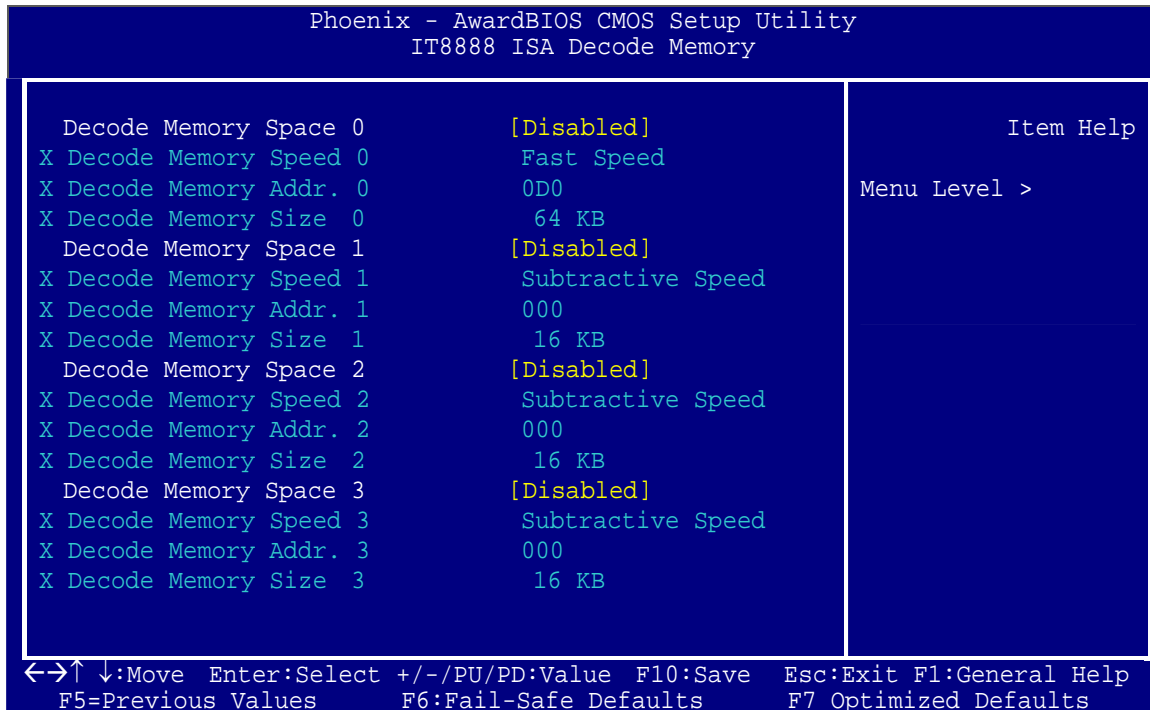 Phoenix - AwardBIOS CMOS Setup Utility
IT8888 ISA Decode Memory
Decode Memory Space 0 [Disabled]
X Decode Memory Speed 0 Fast Speed
X Decode Memory Addr. 0 0D0
X Decode Memory Size 0 64 KB
Decode Memory Space 1 [Disabled]
X Decode Memory Speed 1 Subtractive Speed
X Decode Memory Addr. 1 000
X Decode Memory Size 1 16 KB
Decode Memory Space 2 [Disabled]
X Decode Memory Speed 2 Subtractive Speed
X Decode Memory Addr. 2 000
X Decode Memory Size 2 16 KB
Decode Memory Space 3 [Disabled]
X Decode Memory Speed 3 Subtractive Speed
X Decode Memory Addr. 3 000
X Decode Memory Size 3 16 KB
Item Help
Menu Level >
←→↑ ↓:Move Enter:Select +/-/PU/PD:Value F10:Save Esc:Exit F1:General Help
F5=Previous Values F6:Fail-Safe Defaults F7 Optimized Defaults